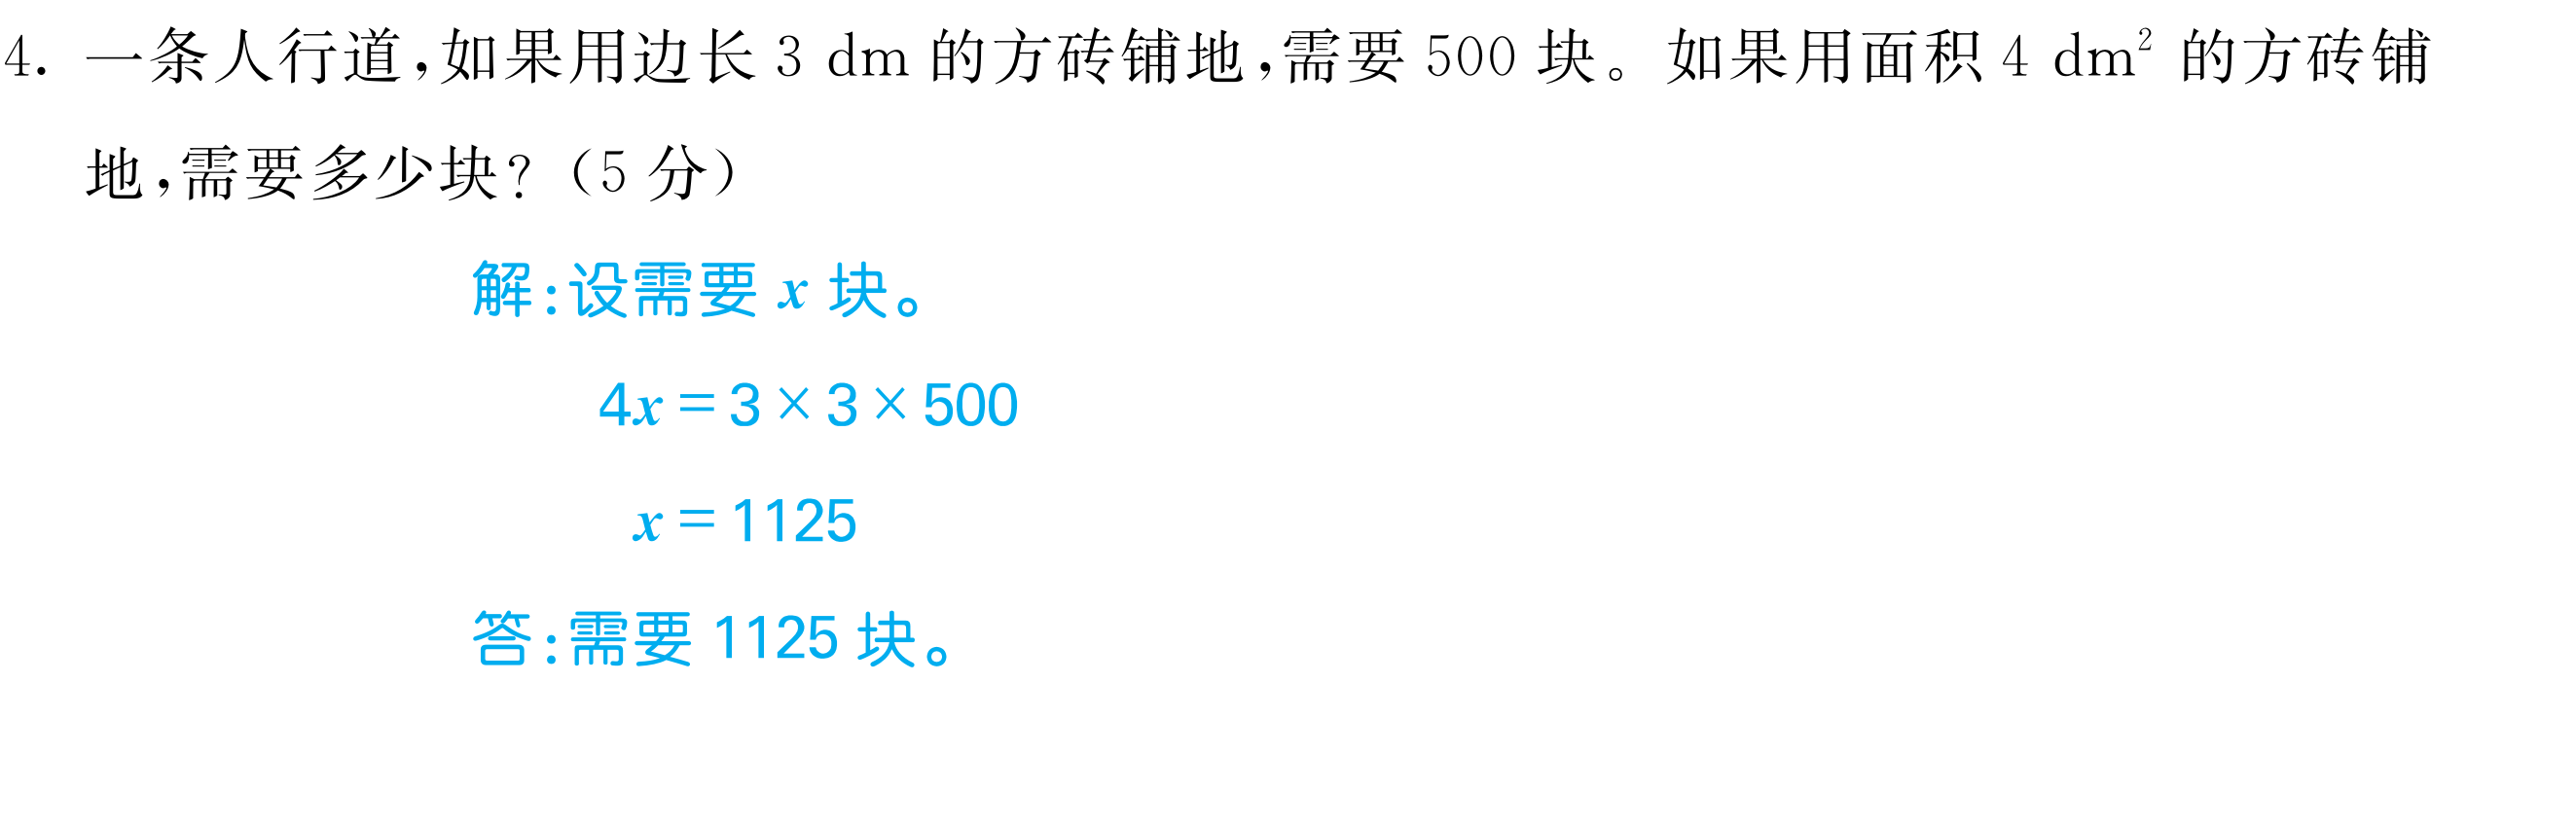 4. 一条人行道,如果用边长 3 dm 的方砖铺地,需要 500 块。如果用面积 4 dm² 的方砖铺
地,需要多少块?(5 分)
解:设需要 x 块。
4x=3×3×500
x=1125
答:需要 1125 块。